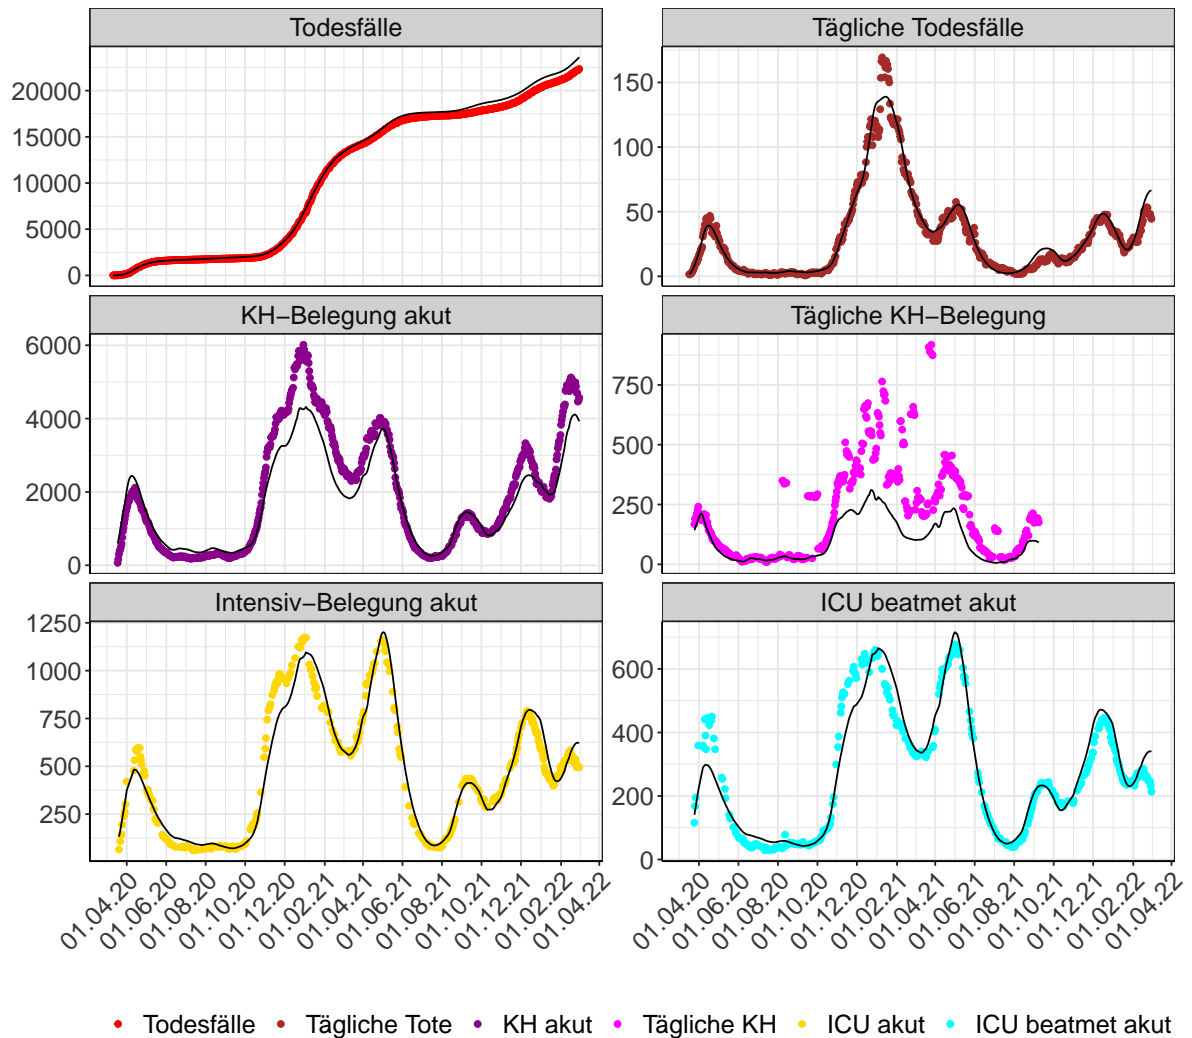 Todesfälle
Tägliche Todesfälle
20000
15000
10000
5000
0
150
100
50
0
KH−Belegung akut
Tägliche KH−Belegung
6000
4000
2000
0
750
500
250
0
Intensiv−Belegung akut
ICU beatmet akut
1250
1000
750
500
250
600
400
200
0
01.04.20 01.06.20 01.08.20 01.10.20 01.12.20 01.02.21 01.04.21 01.06.21 01.08.21 01.10.21 01.12.21 01.02.22 01.04.22
01.04.20 01.06.20 01.08.20 01.10.20 01.12.20 01.02.21 01.04.21 01.06.21 01.08.21 01.10.21 01.12.21 01.02.22 01.04.22
Todesfälle Tägliche Tote KH akut Tägliche KH ICU akut ICU beatmet akut